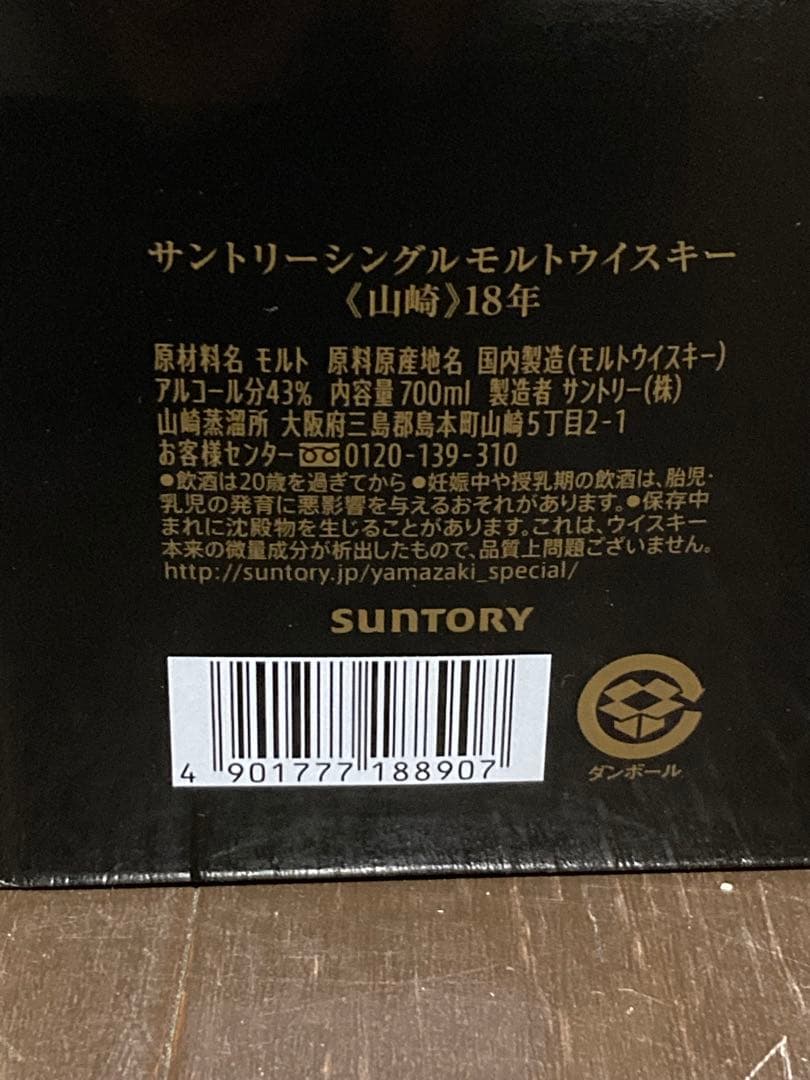 サントリーシングルモルトウイスキー
《山崎》18年
原材料名 モルト 原料原産地名 国内製造(モルトウイスキー)
アルコール分43% 内容量700ml 製造者 サントリー(株)
山崎蒸溜所 大阪府三島郡島本町山崎5丁目2-1
お客様センター 0120-139-310
●飲酒は20歳を過ぎてから ●妊娠中や授乳期の飲酒は、胎児・
乳児の発育に悪影響を与えるおそれがあります。●保存中
まれに沈殿物を生じることがあります。これは、ウイスキー
本来の微量成分が析出したもので、品質上問題ございません。
http://suntory.jp/yamazaki_special/
SUNTORY
4 901777 188907
ダンボール